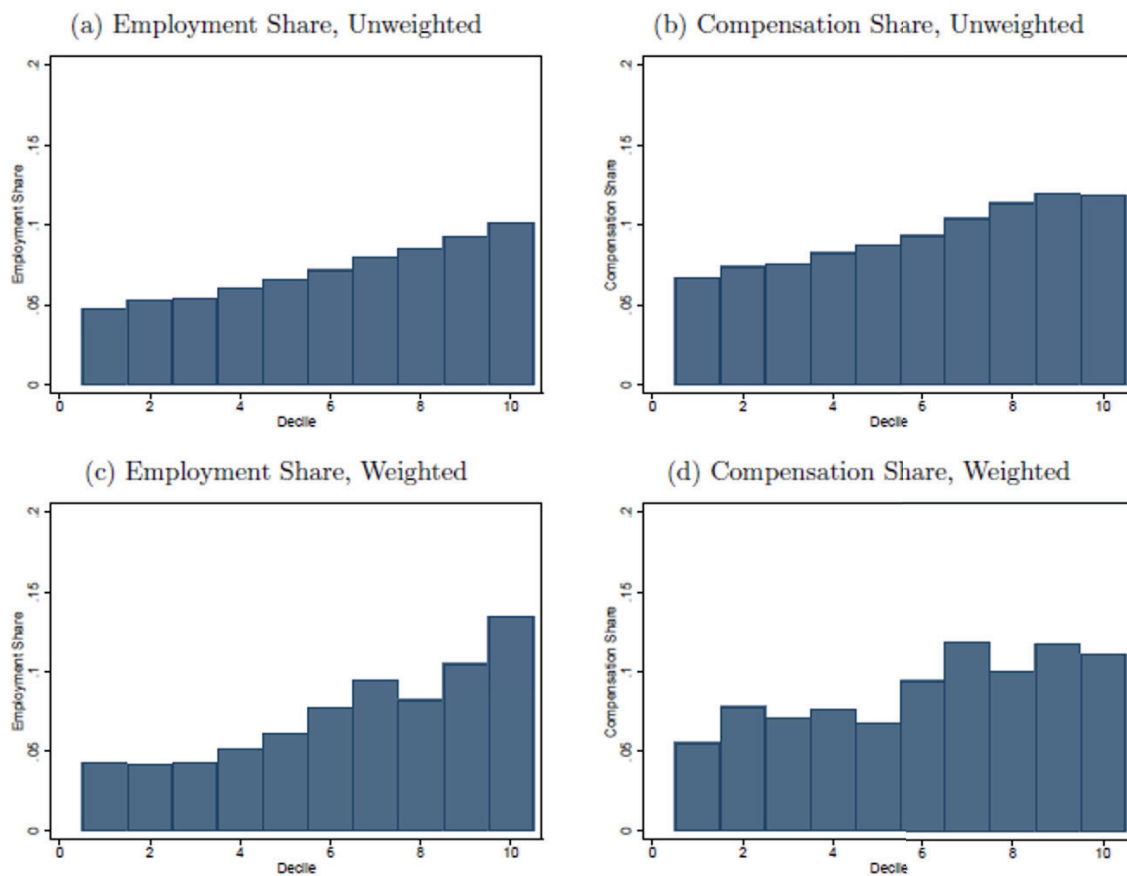 (a) Employment Share, Unweighted
Employment Share
0 .05 .1 .15 .2
0 2 4 6 8 10
Decile
(b) Compensation Share, Unweighted
Compensation Share
0 .05 .1 .15 .2
0 2 4 6 8 10
Decile
(c) Employment Share, Weighted
Employment Share
0 .05 .1 .15 .2
0 2 4 6 8 10
Decile
(d) Compensation Share, Weighted
Compensation Share
0 .05 .1 .15 .2
0 2 4 6 8 10
Decile